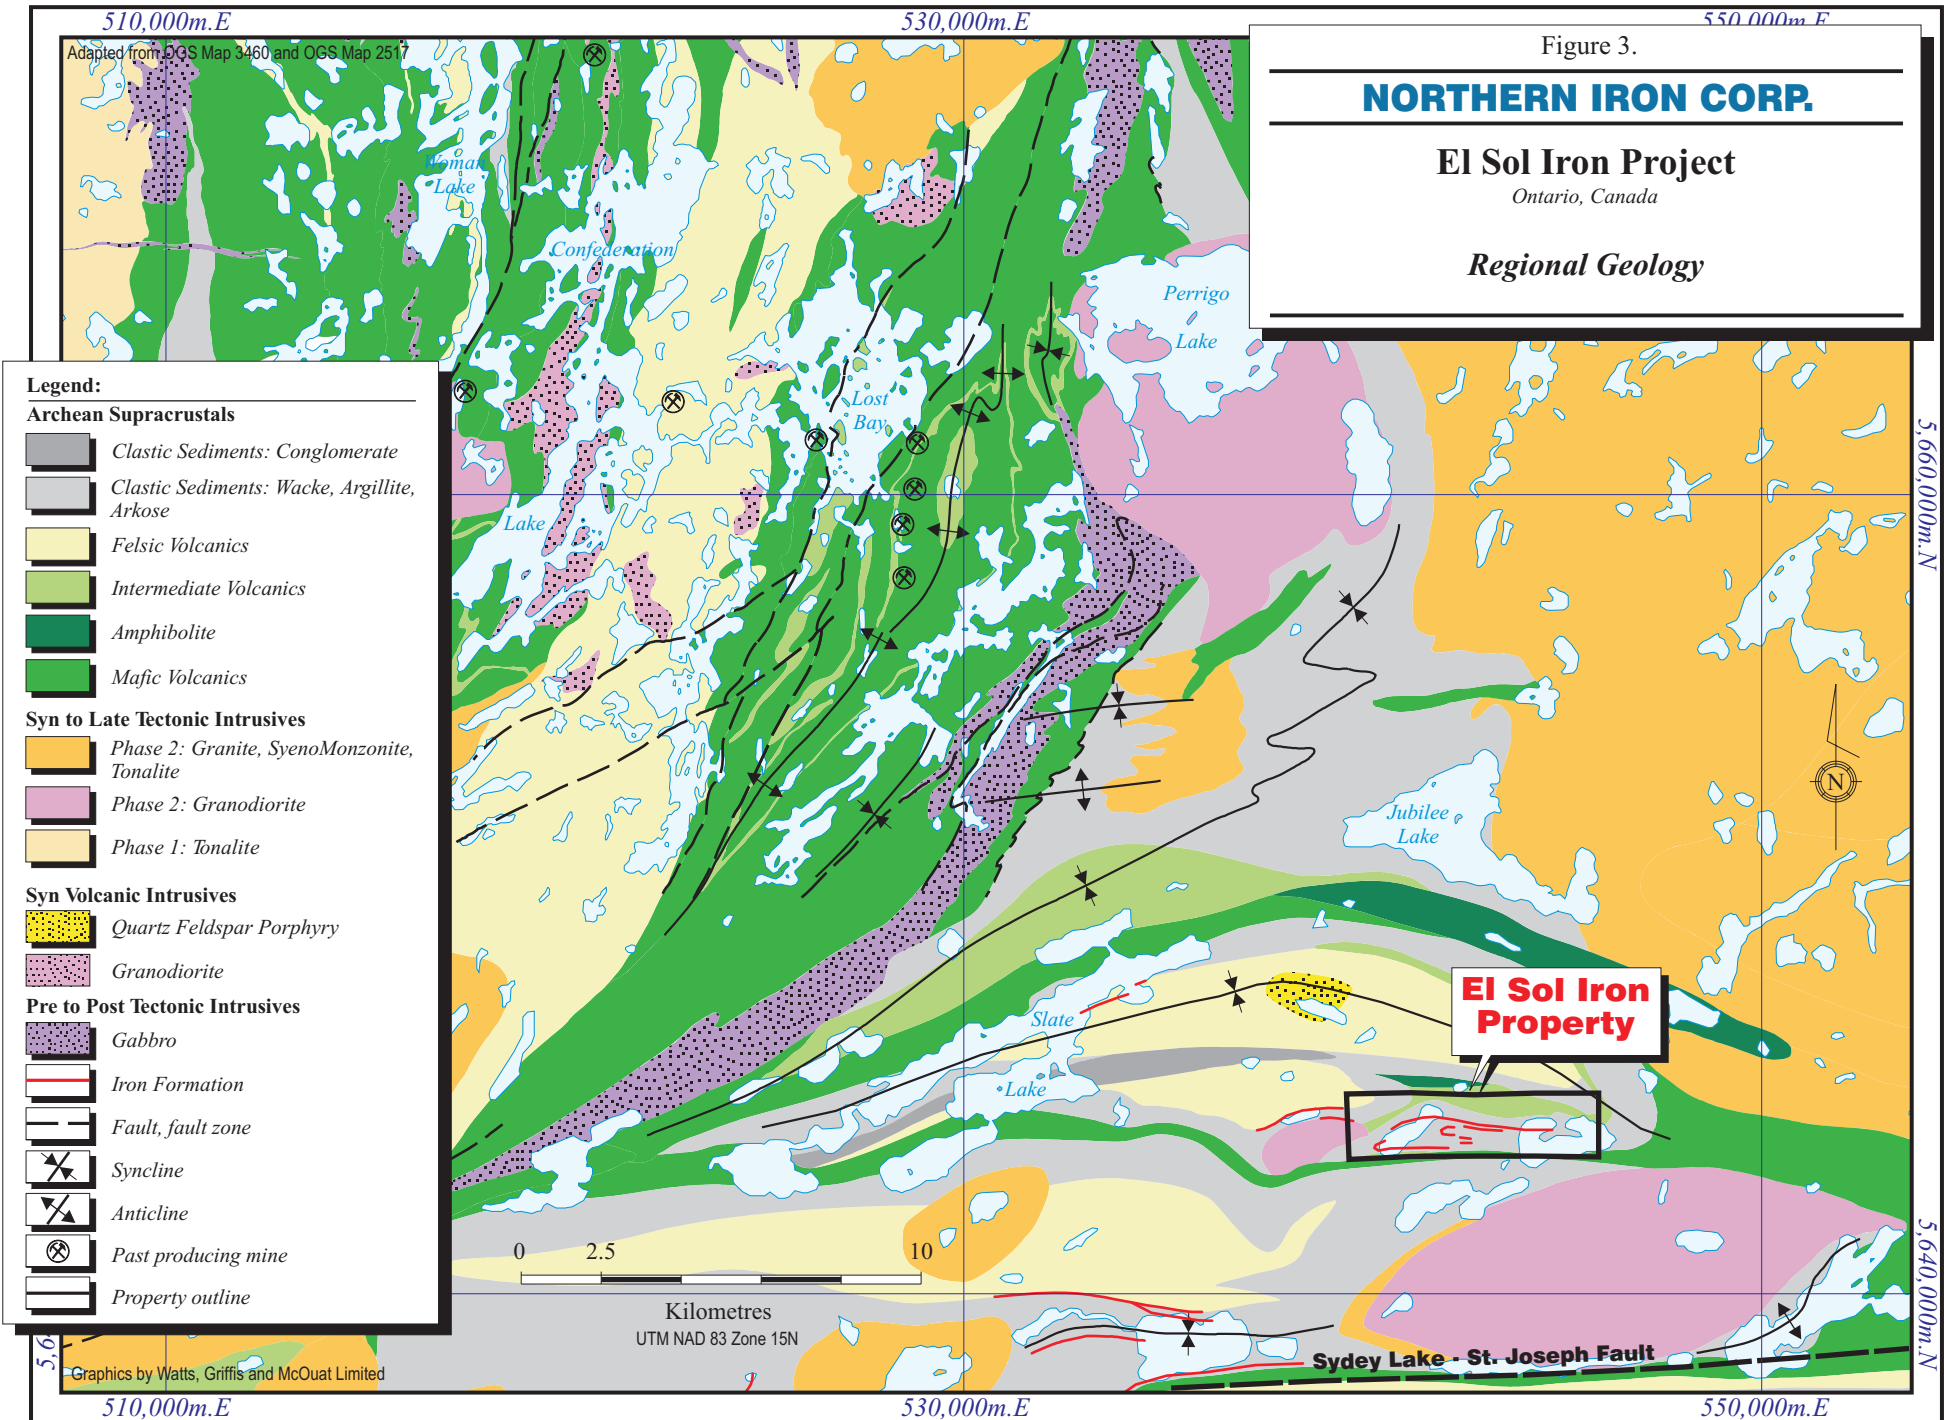 510,000m.E
530,000m.E
550,000m.E
Adapted from OGS Map 3460 and OGS Map 2517
Figure 3.
NORTHERN IRON CORP.
El Sol Iron Project
Ontario, Canada
Regional Geology
Woman
Lake
Confederation
Perrigo
Lake
Lost
Bay
Lake
Legend:
Archean Supracrustals
Clastic Sediments: Conglomerate
Clastic Sediments: Wacke, Argillite,
Arkose
Felsic Volcanics
Intermediate Volcanics
Amphibolite
Mafic Volcanics
Syn to Late Tectonic Intrusives
Phase 2: Granite, SyenoMonzonite,
Tonalite
Phase 2: Granodiorite
Phase 1: Tonalite
Syn Volcanic Intrusives
Quartz Feldspar Porphyry
Granodiorite
Pre to Post Tectonic Intrusives
Gabbro
Iron Formation
Fault, fault zone
Syncline
Anticline
Past producing mine
Property outline
5,660,000m.N
N
Jubilee
Lake
El Sol Iron
Property
Slate
Lake
0 2.5 10
Kilometres
UTM NAD 83 Zone 15N
5,640,000m.N
5,6
Sydey Lake - St. Joseph Fault
Graphics by Watts, Griffis and McOuat Limited
510,000m.E
530,000m.E
550,000m.E